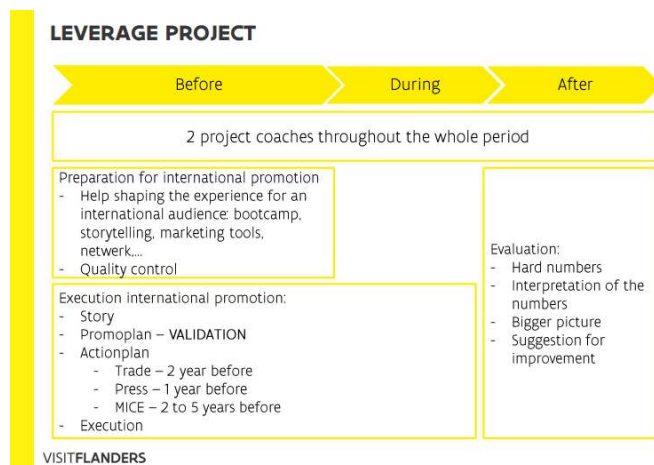 LEVERAGE PROJECT
Before
During
After
2 project coaches throughout the whole period
Preparation for international promotion
- Help shaping the experience for an
international audience: bootcamp,
storytelling, marketing tools,
netwerk,...
- Quality control
Execution international promotion:
- Story
- Promoplan – VALIDATION
- Actionplan
- Trade – 2 year before
- Press – 1 year before
- MICE – 2 to 5 years before
- Execution
Evaluation:
- Hard numbers
- Interpretation of the
numbers
- Bigger picture
- Suggestion for
improvement
VISITFLANDERS